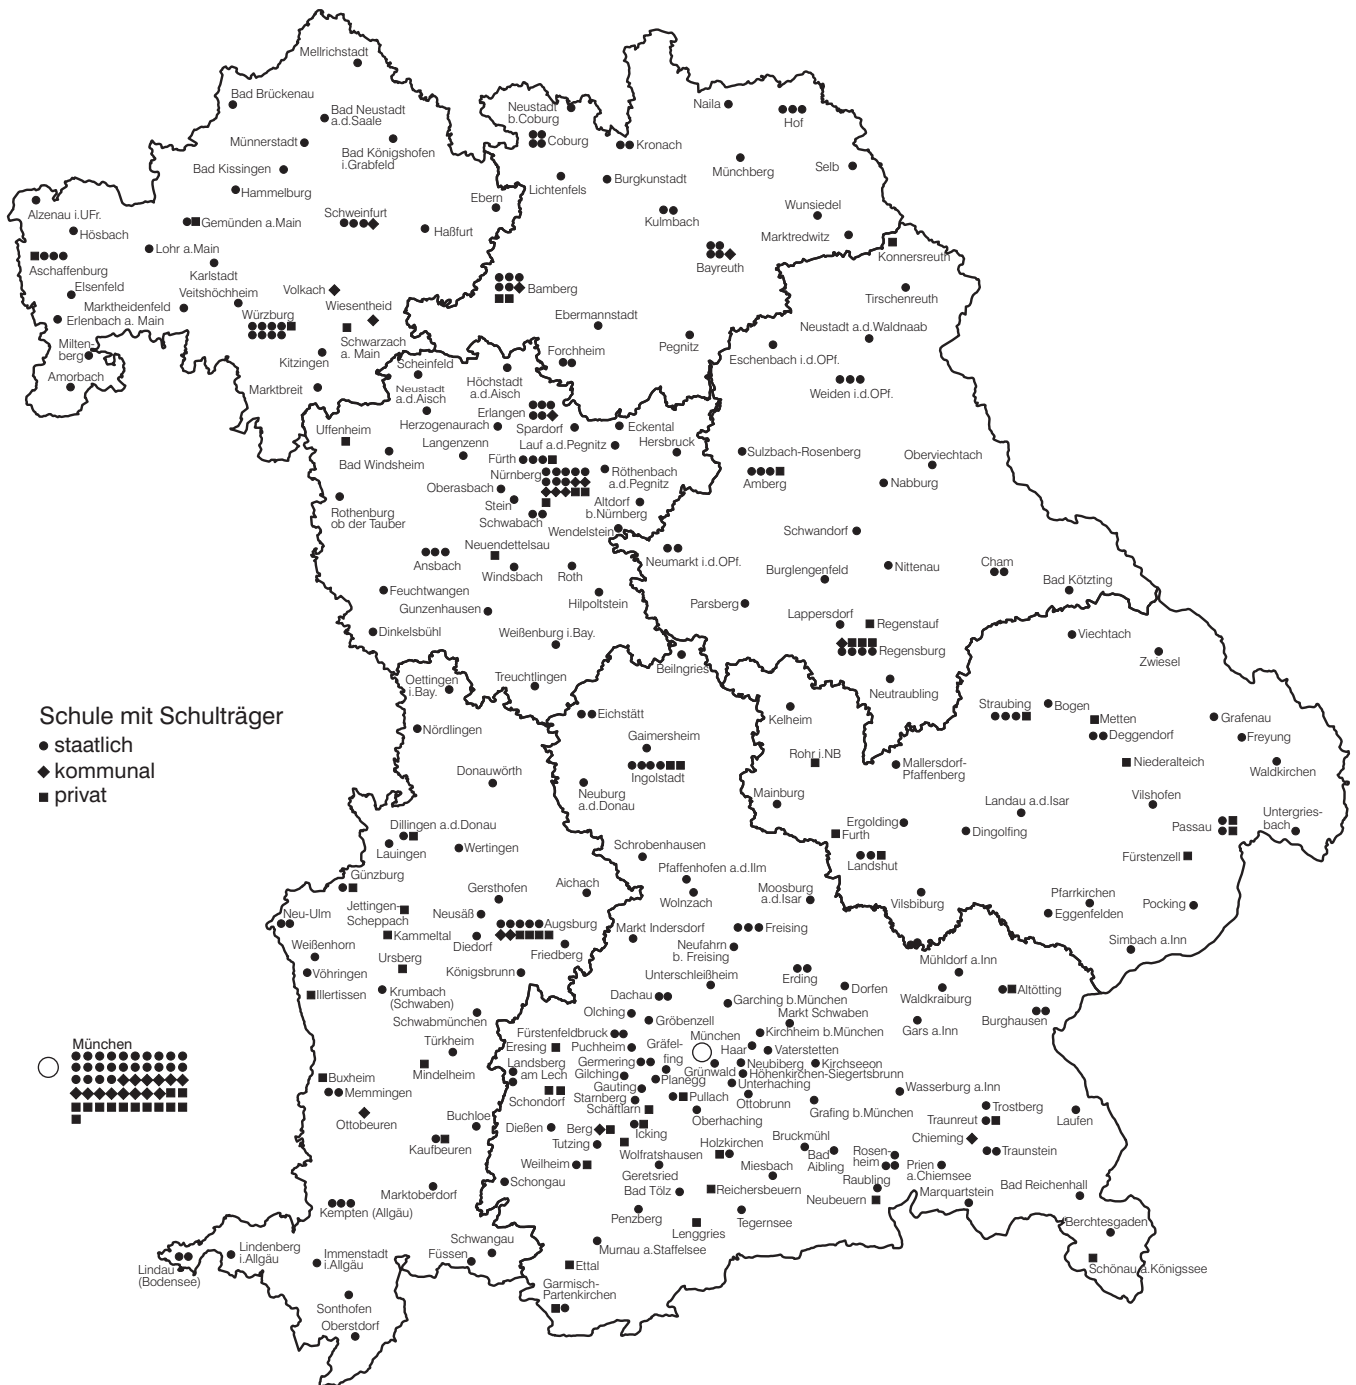 Mellrichstadt
Bad Brückenau
Bad Neustadt
a.d.Saale
Münnerstadt
Bad Königshofen
i.Grabfeld
Bad Kissingen
Hammelburg
Ebern
Alzenau i.UFr.
Hösbach
Gemünden a.Main
Schweinfurt
Haßfurt
Lohr a.Main
Aschaffenburg
Karlstadt
Elsenfeld
Veitshöchheim
Volkach
Marktheidenfeld
Wiesentheid
Erlenbach a. Main
Würzburg
Schwarzach
a. Main
Milten-
berg
Kitzingen
Amorbach
Marktbreit
Neustadt
b.Coburg
Naila
Hof
Coburg
Kronach
Münchberg
Selb
Lichtenfels
Burgkunstadt
Kulmbach
Wunsiedel
Marktredwitz
Bayreuth
Konnersreuth
Bamberg
Tirschenreuth
Ebermannstadt
Neustadt a.d.Waldnaab
Forchheim
Pegnitz
Eschenbach i.d.OPf.
Weiden i.d.OPf.
Scheinfeld
Neustadt
a.d.Aisch
Höchstadt
a.d.Aisch
Erlangen
Herzogenaurach
Spardorf
Eckental
Uffenheim
Langenzenn
Lauf a.d.Pegnitz
Hersbruck
Bad Windsheim
Fürth
Nürnberg
Röthenbach
a.d.Pegnitz
Oberasbach
Stein
Altdorf
b.Nürnberg
Rothenburg
ob der Tauber
Schwabach
Wendelstein
Neuendettelsau
Ansbach
Windsbach
Roth
Feuchtwangen
Hilpoltstein
Gunzenhausen
Dinkelsbühl
Weißenburg i.Bay.
Treuchtlingen
Sulzbach-Rosenberg
Oberviechtach
Amberg
Nabburg
Schwandorf
Neumarkt i.d.OPf.
Burglengenfeld
Nittenau
Cham
Bad Kötzting
Parsberg
Lappersdorf
Regenstauf
Regensburg
Beilngries
Neutraubling
Viechtach
Zwiesel
Straubing
Bogen
Metten
Deggendorf
Grafenau
Freyung
Kelheim
Rohr i.NB
Mallersdorf-
Pfaffenberg
Niederalteich
Waldkirchen
Mainburg
Landau a.d.Isar
Vilshofen
Ergolding
Furth
Dingolfing
Passau
Untergries-
bach
Landshut
Fürstenzell
Vilsbiburg
Pfarrkirchen
Eggenfelden
Pocking
Simbach a.Inn
Schule mit Schulträger
staatlich
kommunal
privat
Oettingen
i.Bay.
Nördlingen
Donauwörth
Dillingen a.d.Donau
Lauingen
Wertingen
Günzburg
Gersthofen
Aichach
Jettingen-
Scheppach
Neusäß
Neu-Ulm
Augsburg
Kammeltal
Diedorf
Weißenhorn
Friedberg
Ursberg
Vöhringen
Königsbrunn
Illertissen
Krumbach
(Schwaben)
Schwabmünchen
Türkheim
Mindelheim
Buxheim
Memmingen
Ottobeuren
Buchloe
Kaufbeuren
Marktoberdorf
Kempten (Allgäu)
Schwangau
Füssen
Lindau
(Bodensee)
Lindenberg
i.Allgäu
Immenstadt
i.Allgäu
Sonthofen
Oberstdorf
Eichstätt
Gaimersheim
Ingolstadt
Neuburg
a.d.Donau
Schrobenhausen
Pfaffenhofen a.d.Ilm
Wolnzach
Moosburg
a.d.Isar
Markt Indersdorf
Freising
Neufahrn
b. Freising
Unterschleißheim
Erding
Mühldorf a.Inn
Dachau
Garching b.München
Dorfen
Waldkraiburg
Altötting
Olching
Gröbenzell
Markt Schwaben
Gars a.Inn
Burghausen
Fürstenfeldbruck
München
Kirchheim b.München
Eresing
Puchheim
Gräfel-
fing
Haar
Vaterstetten
Landsberg
am Lech
Germering
Neubiberg
Kirchseeon
Gilching
Grünwald
Höhenkirchen-Siegertsbrunn
Planegg
Unterhaching
Gauting
Schondorf
Starnberg
Pullach
Ottobrunn
Wasserburg a.Inn
Schäftlarn
Oberhaching
Grafing b.München
Trostberg
Traunreut
Laufen
Dießen
Berg
Icking
Chieming
Tutzing
Holzkirchen
Bruckmühl
Traunstein
Wolfratshausen
Bad
Aibling
Rosen-
heim
Prien
a.Chiemsee
Weilheim
Geretsried
Miesbach
Raubling
Schongau
Bad Tölz
Reichersbeuern
Neubeuern
Marquartstein
Bad Reichenhall
Penzberg
Tegernsee
Lenggries
Berchtesgaden
Murnau a.Staffelsee
Ettal
Schönau a.Königssee
Garmisch-
Partenkirchen
München